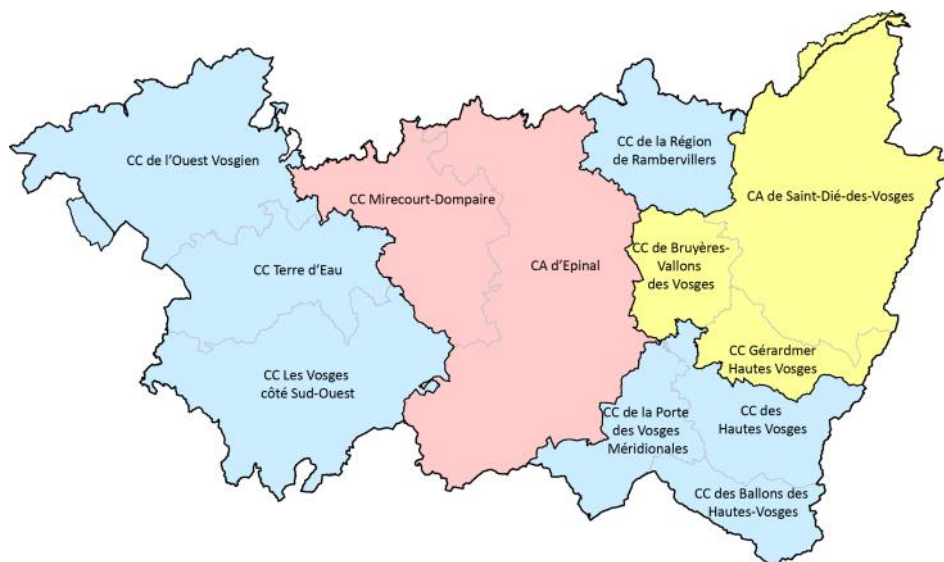 CC de l'Ouest Vosgien
CC de la Région
de Rambervillers
CC Mirecourt-Dompaire
CA de Saint-Dié-des-Vosges
CC Terre d'Eau
CA d'Epinal
CC de Bruyères-
Vallons
des Vosges
CC Gérardmer
Hautes Vosges
CC Les Vosges
côté Sud-Ouest
CC de la Porte
des Vosges
Méridionales
CC des
Hautes Vosges
CC des Ballons des
Hautes-Vosges